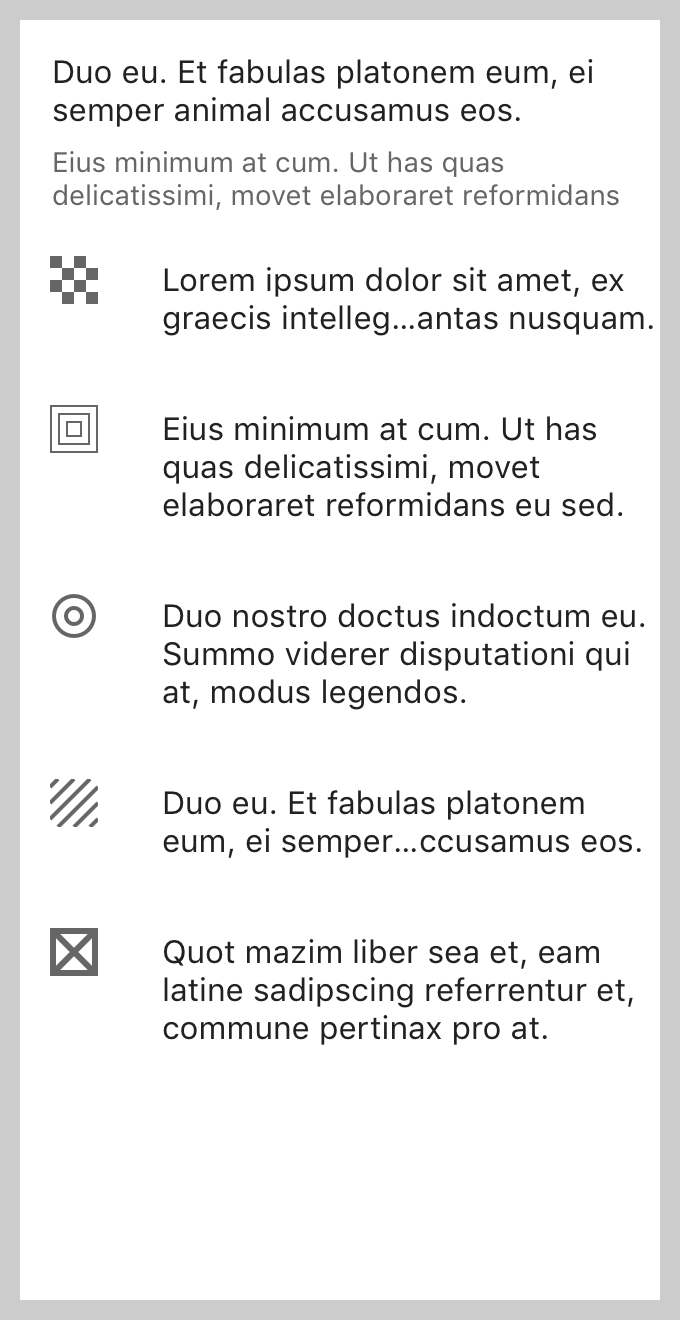 Duo eu. Et fabulas platonem eum, ei
semper animal accusamus eos.
Eius minimum at cum. Ut has quas
delicatissimi, movet elaboraret reformidans
Lorem ipsum dolor sit amet, ex
graecis intelleg...antas nusquam.
Eius minimum at cum. Ut has
quas delicatissimi, movet
elaboraret reformidans eu sed.
Duo nostro doctus indoctum eu.
Summo viderer disputationi qui
at, modus legendos.
Duo eu. Et fabulas platonem
eum, ei semper...ccusamus eos.
Quot mazim liber sea et, eam
latine sadipscing referrentur et,
commune pertinax pro at.